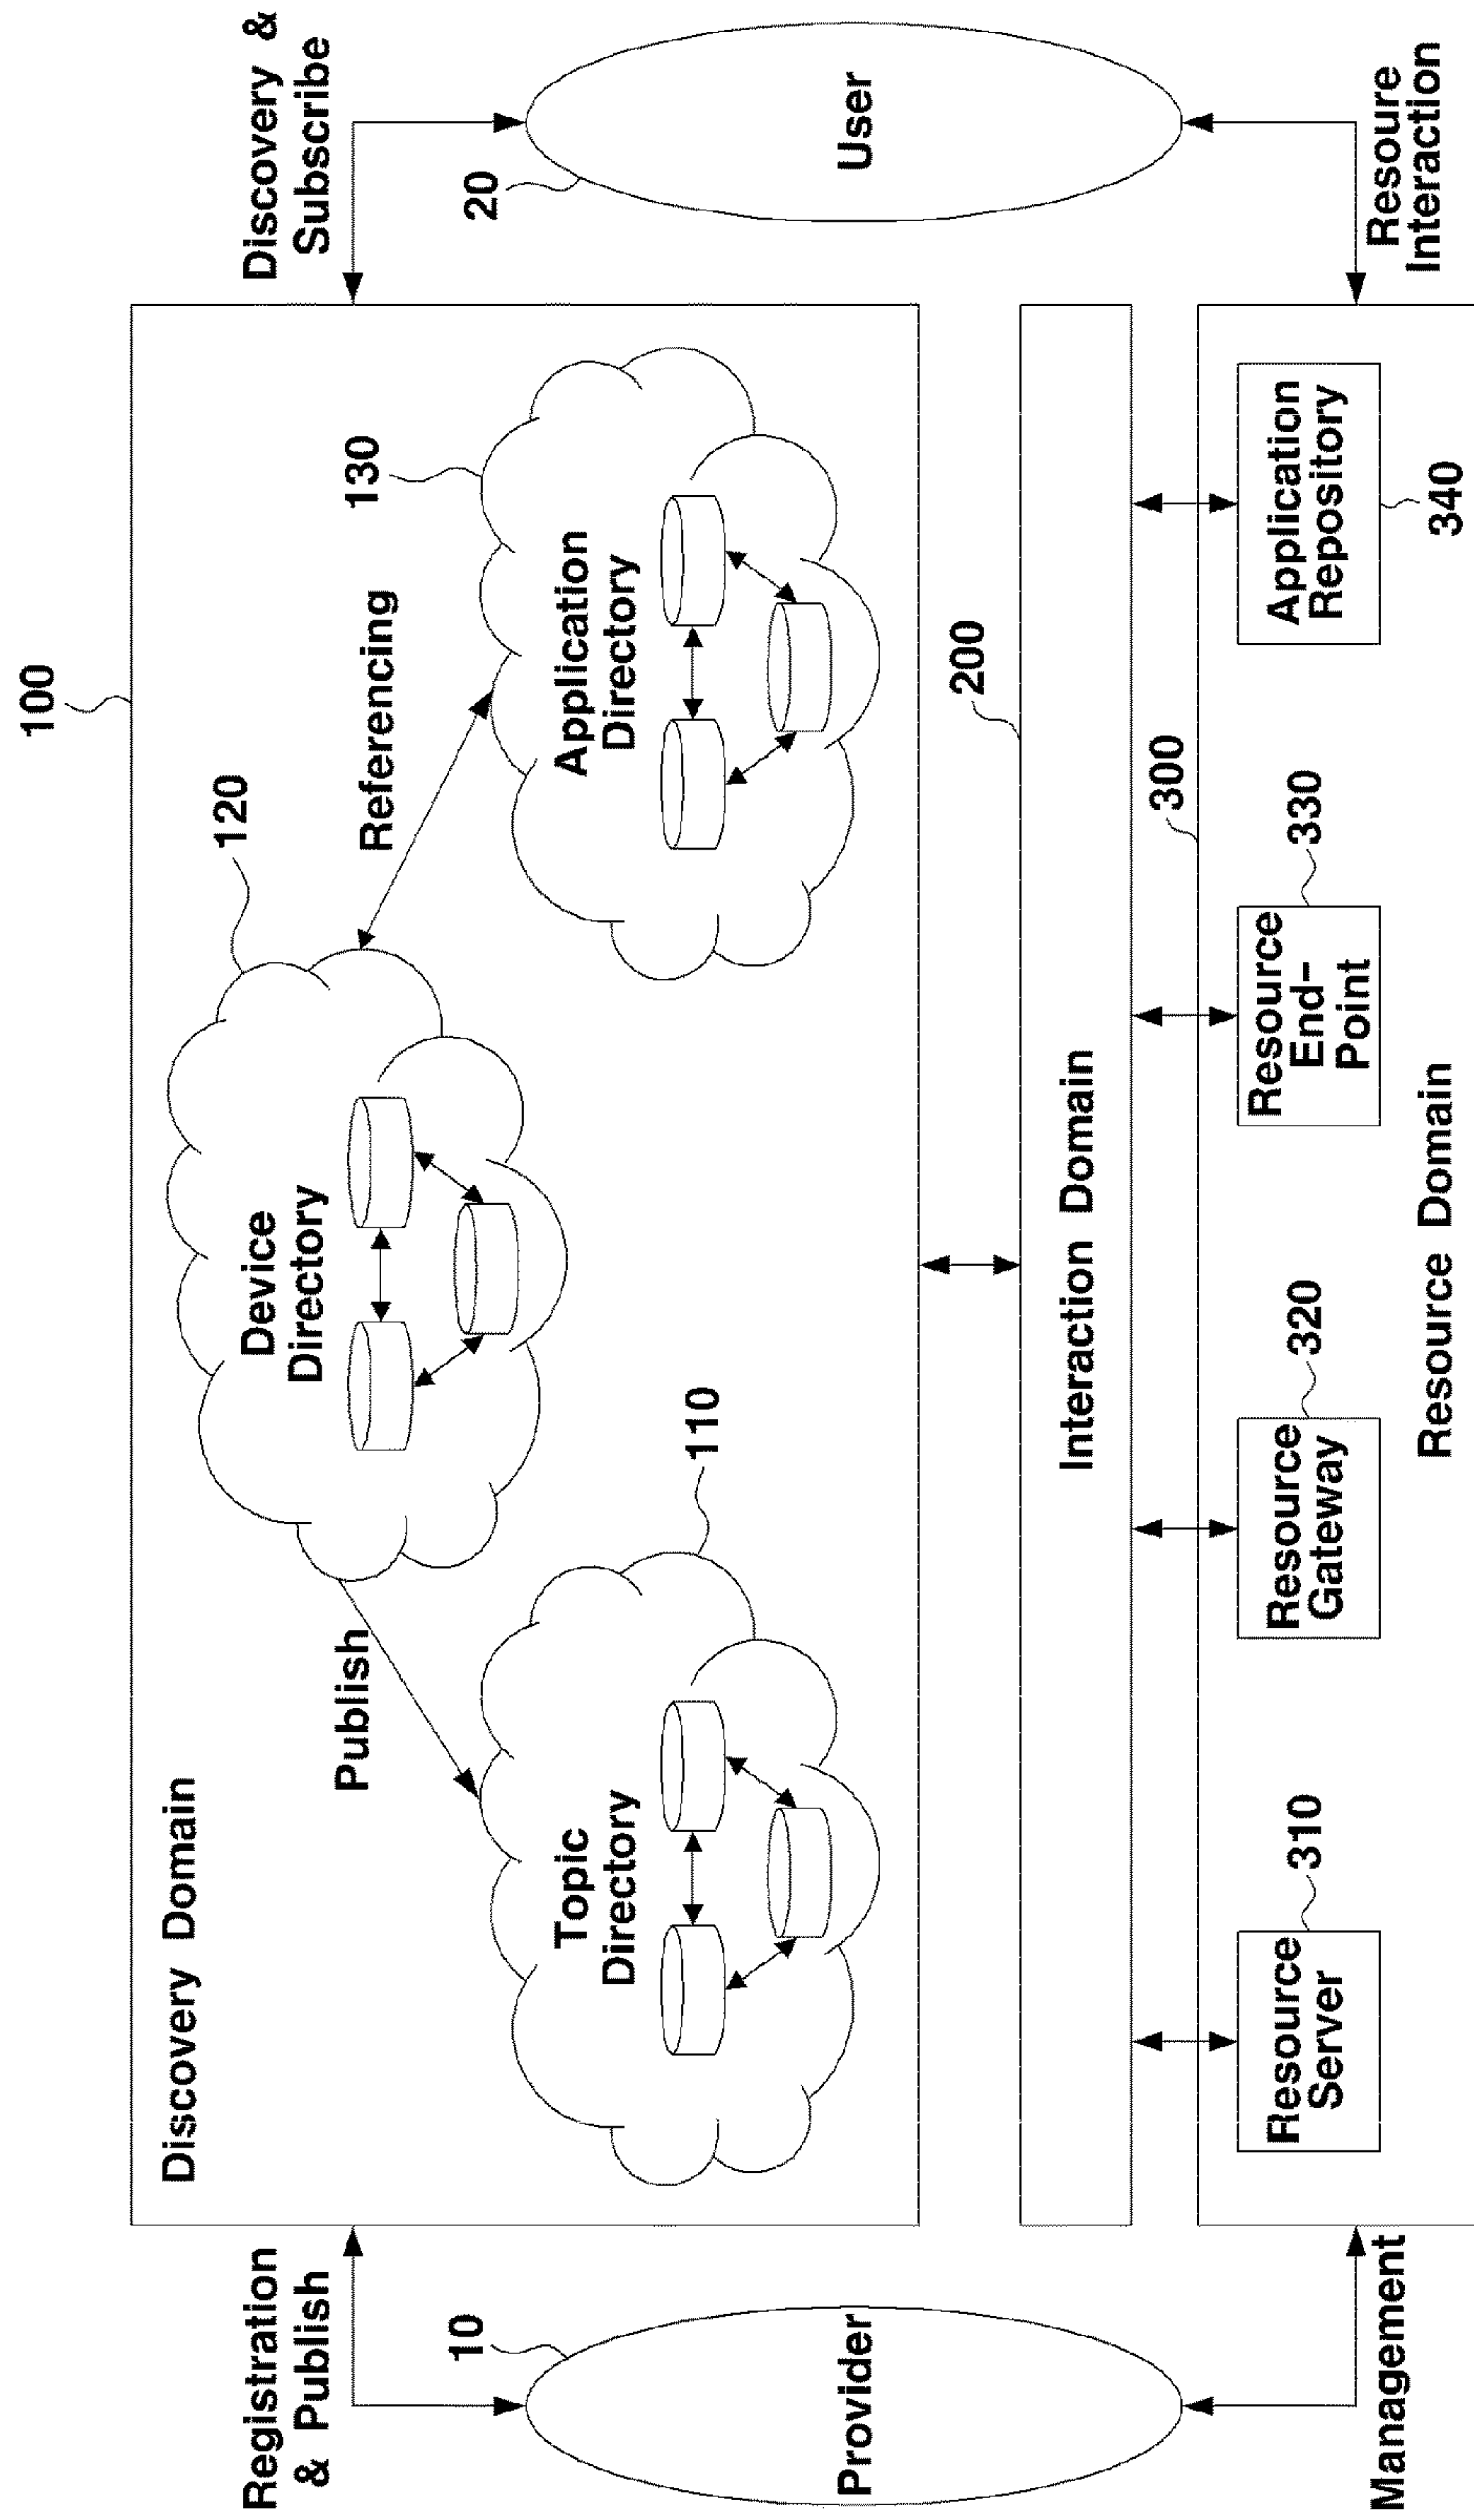 100
Registration
& Publish
Discovery &
Subscribe
Discovery Domain
120
Device
Directory
Publish
Referencing
130
10
Provider
Topic
Directory
110
Application
Directory
20
User
200
Interaction Domain
300
Management
Resource
Server
310
Resource
Gateway
320
Resource
End-
Point
330
Application
Repository
340
Resoure
Interaction
Resource Domain